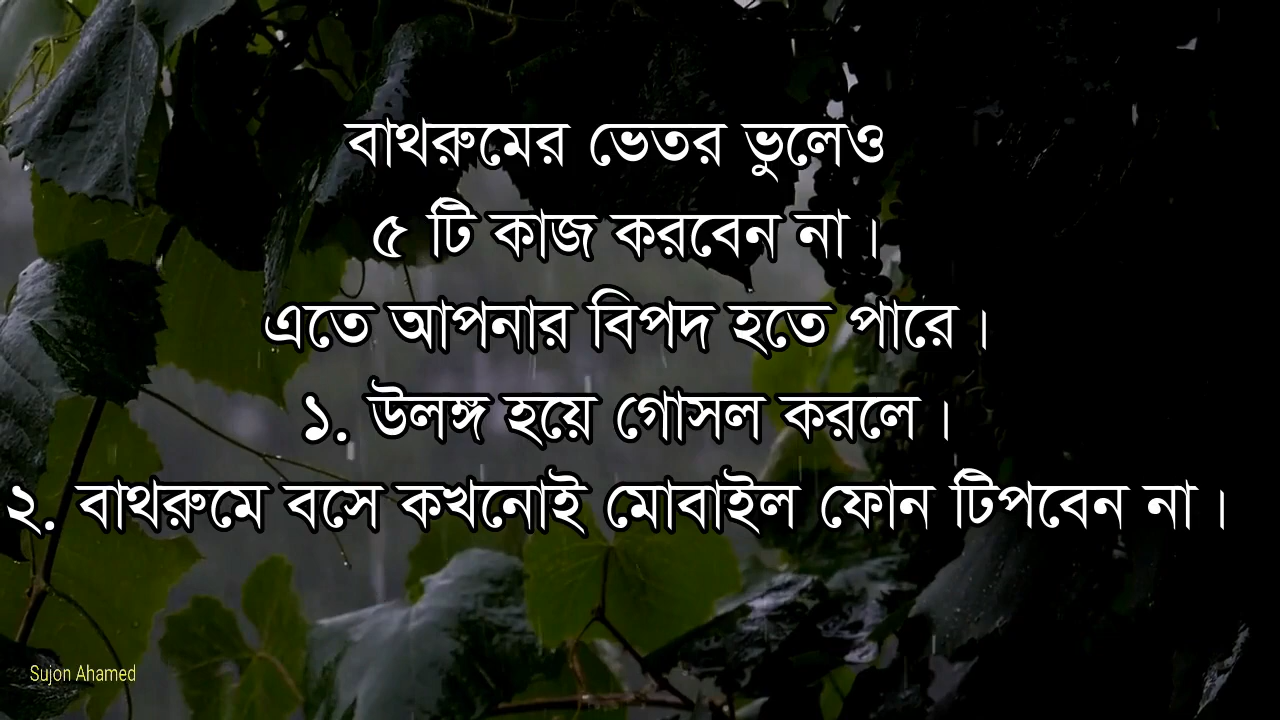 বাথরুমের ভেতর ভুলেও
৫ টি কাজ করবেন না।
এতে আপনার বিপদ হতে পারে।
১. উলঙ্গ হয়ে গোসল করলে।
২. বাথরুমে বসে কখনোই মোবাইল ফোন টিপবেন না।
Sujon Ahamed